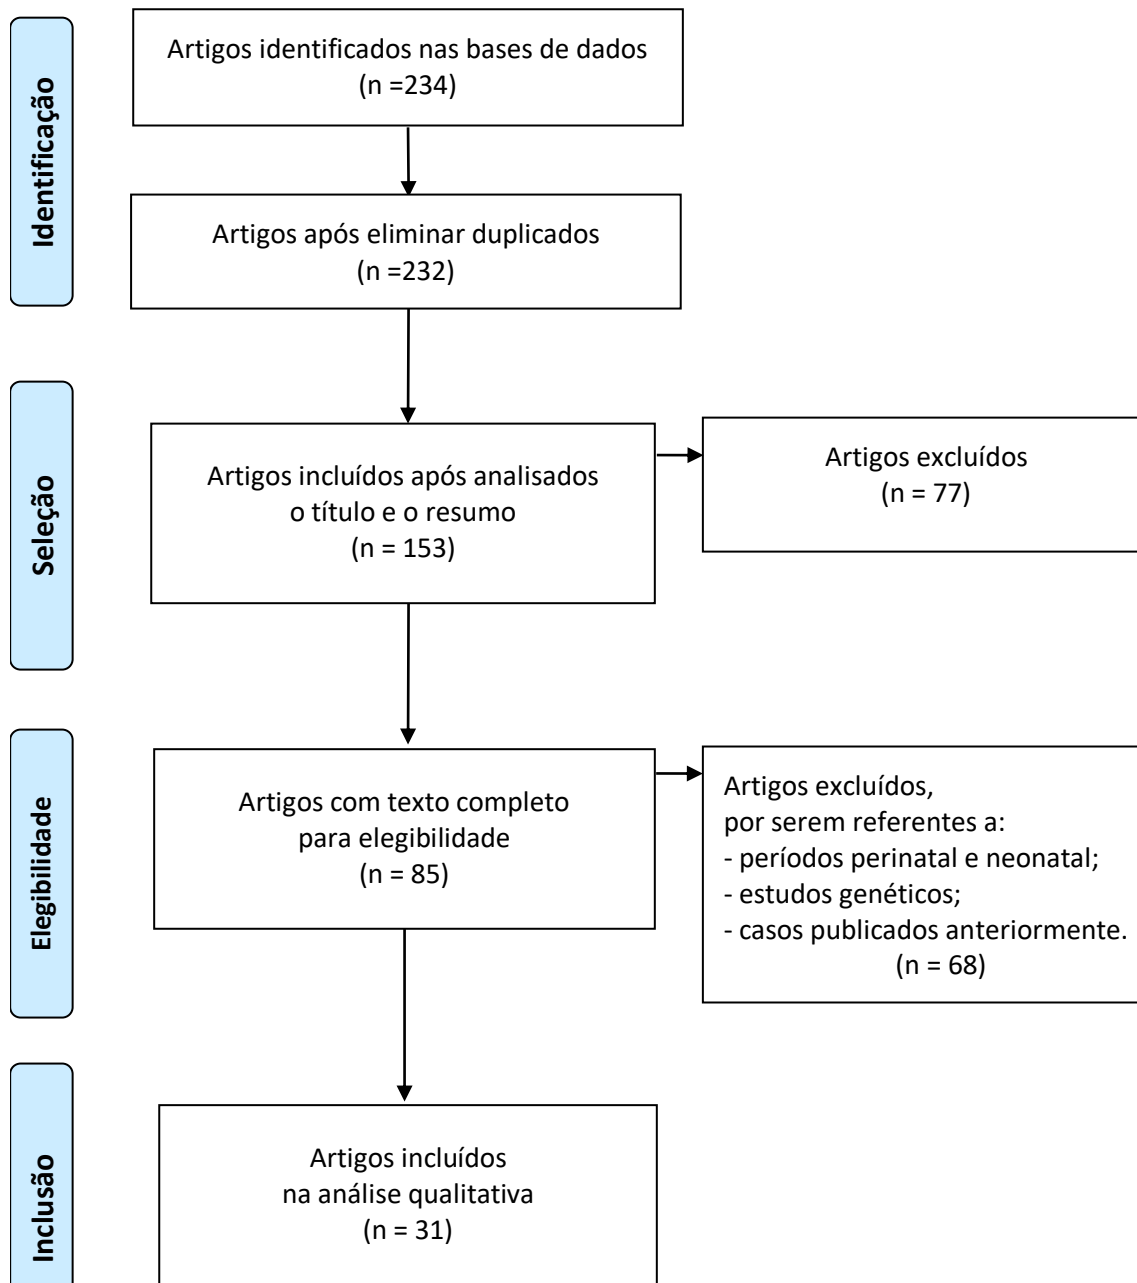 Identificação
Artigos identificados nas bases de dados
(n =234)
Artigos após eliminar duplicados
(n =232)
Seleção
Artigos incluídos após analisados
o título e o resumo
(n = 153)
Artigos excluídos
(n = 77)
Elegibilidade
Artigos com texto completo
para elegibilidade
(n = 85)
Artigos excluídos,
por serem referentes a:
- períodos perinatal e neonatal;
- estudos genéticos;
- casos publicados anteriormente.
(n = 68)
Inclusão
Artigos incluídos
na análise qualitativa
(n = 31)